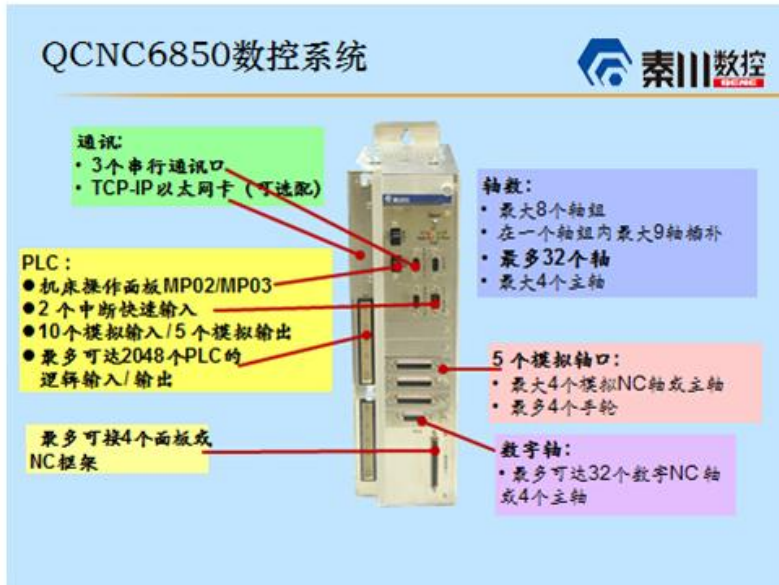 QCNC6850数控系统
秦川数控
QCNC
通讯:
• 3个串行通讯口
• TCP-IP以太网卡（可选配）
轴数：
• 最大8个轴组
• 在一个轴组内最大9轴插补
• 最多32个轴
• 最大4个主轴
PLC：
● 机床操作面板MP02/MP03
● 2个中断快速输入
● 10个模拟输入/5个模拟输出
● 最多可达2048个PLC的
逻辑输入/输出
5个模拟轴口：
• 最大4个模拟NC轴或主轴
• 最多4个手轮
最多可接4个面板或
NC框架
数字轴：
• 最多可达32个数字NC轴
或4个主轴